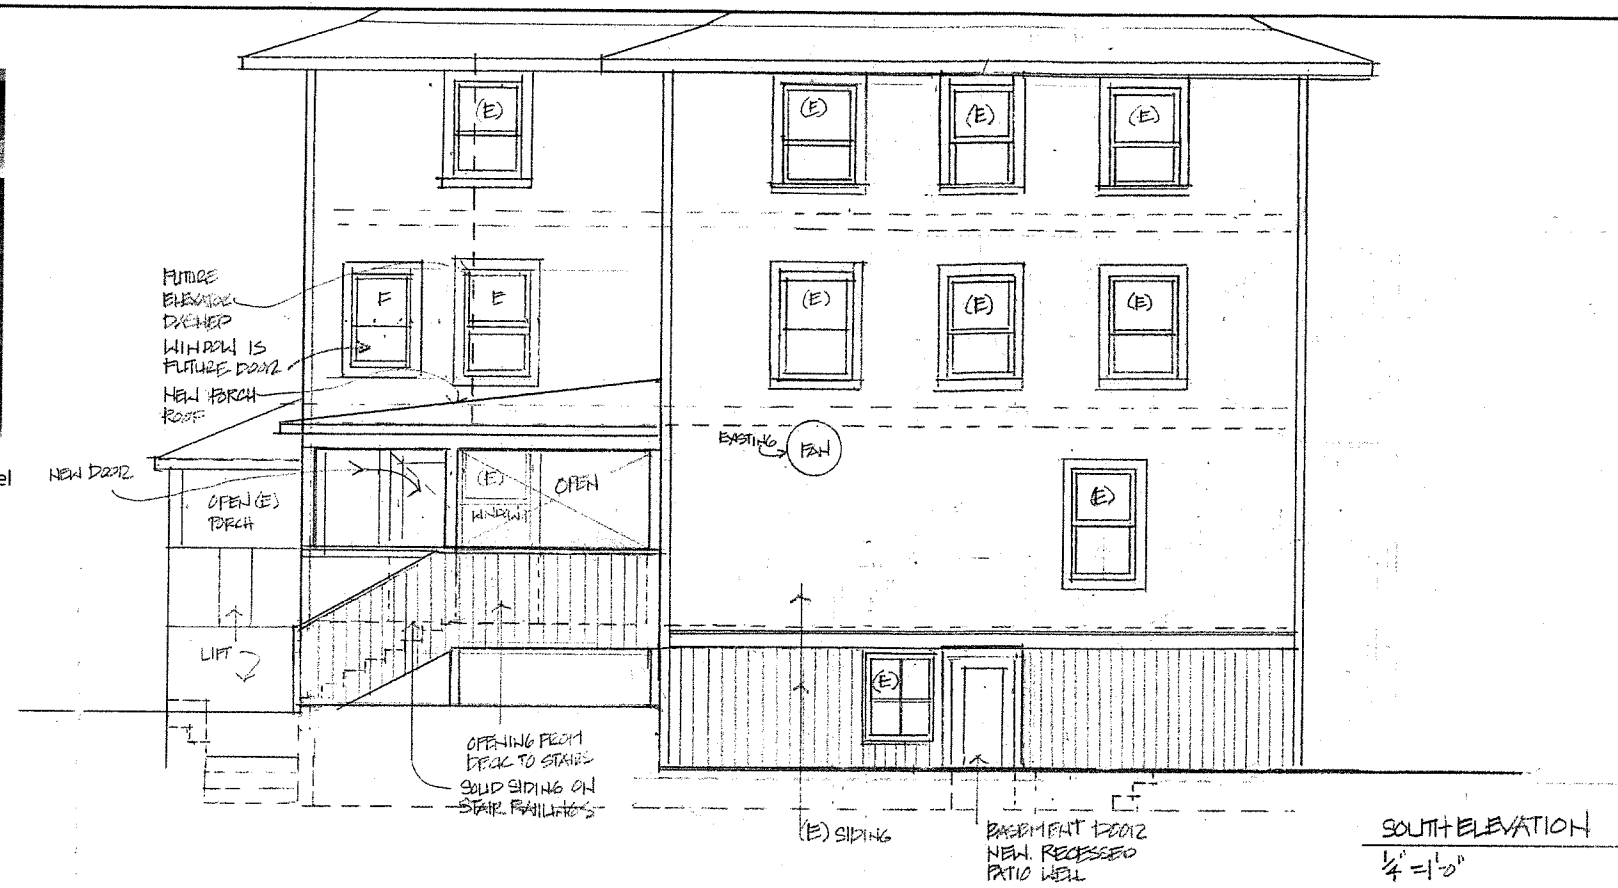 (E)
(E)
(E)
(E)
FUTURE
ELEVATOR
DASHED
F
E
(E)
(E)
(E)
WINDOW IS
FUTURE DOOR
NEW PORCH
ROOF
EXISTING
FAN
el
NEW DOOR
OPEN (E)
PORCH
(E)
WINDOW
OPEN
(E)
LIFT
(E)
OPENING FROM
DECK TO STAIRS
SOLID SIDING ON
STAIR RAILINGS
(E) SIDING
BASEMENT DOOR
NEW. RECESSED
PATIO WELL
SOUTH ELEVATION
1/4" = 1'-0"